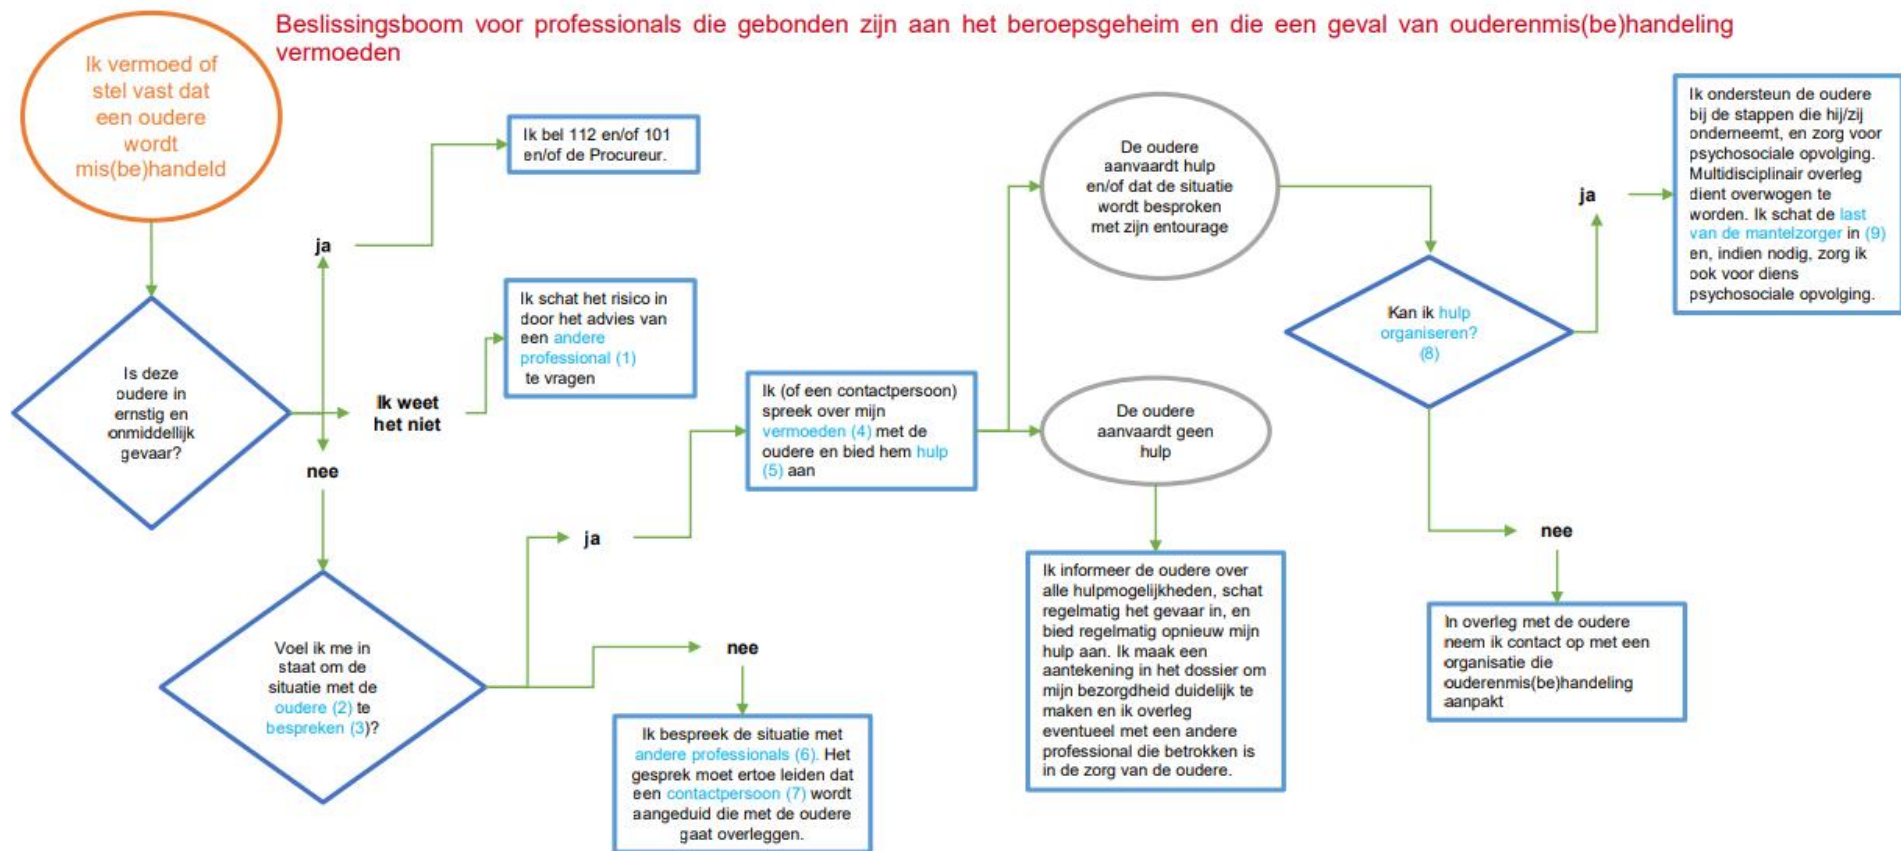 Beslissingsboom voor professionals die gebonden zijn aan het beroepsgeheim en die een geval van ouderenmis(be)handeling
vermoeden
Ik vermoed of
stel vast dat
een oudere
wordt
mis(be)handeld
Is deze
oudere in
ernstig en
onmiddellijk
gevaar?
ja
Ik bel 112 en/of 101
en/of de Procureur.
Ik weet
het niet
Ik schat het risico in
door het advies van
een andere
professional (1)
te vragen
nee
Voel ik me in
staat om de
situatie met de
oudere (2) te
bespreken (3)?
ja
Ik (of een contactpersoon)
spreek over mijn
vermoeden (4) met de
oudere en bied hem hulp
(5) aan
nee
Ik bespreek de situatie met
andere professionals (6). Het
gesprek moet ertoe leiden dat
een contactpersoon (7) wordt
aangeduid die met de oudere
gaat overleggen.
De oudere
aanvaardt hulp
en/of dat de situatie
wordt besproken
met zijn entourage
De oudere
aanvaardt geen
hulp
Ik informeer de oudere over
alle hulpmogelijkheden, schat
regelmatig het gevaar in, en
bied regelmatig opnieuw mijn
hulp aan. Ik maak een
aantekening in het dossier om
mijn bezorgdheid duidelijk te
maken en ik overleg
eventueel met een andere
professional die betrokken is
in de zorg van de oudere.
Kan ik hulp
organiseren?
(8)
ja
Ik ondersteun de oudere
bij de stappen die hij/zij
onderneemt, en zorg voor
psychosociale opvolging.
Multidisciplinair overleg
dient overwogen te
worden. Ik schat de last
van de mantelzorger in (9)
en, indien nodig, zorg ik
ook voor diens
psychosociale opvolging.
nee
In overleg met de oudere
neem ik contact op met een
organisatie die
ouderenmis(be)handeling
aanpakt